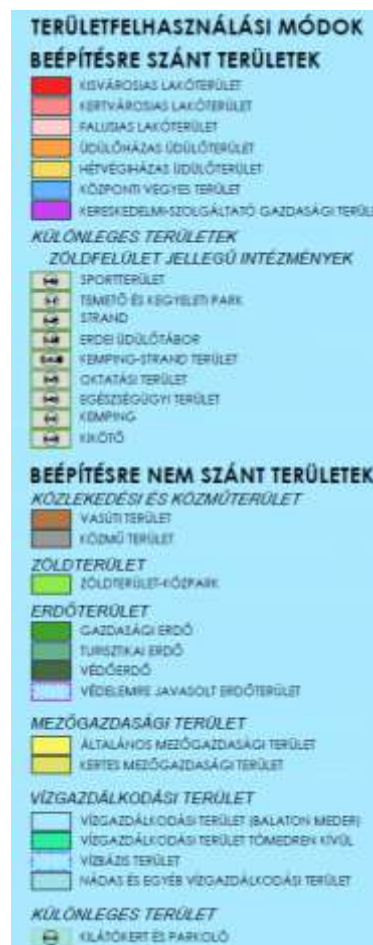 TERÜLETFELHASZNÁLÁSI MÓDOK
BEÉPÍTÉSRE SZÁNT TERÜLETEK
KISVÁROSIAS LAKÓTERÜLET
KERTVÁROSIAS LAKÓTERÜLET
FALUSIAS LAKÓTERÜLET
ÜDÜLŐHÁZAS ÜDÜLŐTERÜLET
HÉTVÉGIHÁZAS ÜDÜLŐTERÜLET
KÖZPONTI VEGYES TERÜLET
KERESKEDELMI-SZOLGÁLTATÓ GAZDASÁGI TERÜL
KÜLÖNLEGES TERÜLETEK
ZÖLDFELÜLET JELLEGŰ INTÉZMÉNYEK
SPORTTERÜLET
TEMETŐ ÉS KEGYELETI PARK
STRAND
ERDEI ÜDÜLŐTÁBOR
KEMPING-STRAND TERÜLET
OKTATÁSI TERÜLET
EGÉSZSÉGÜGYI TERÜLET
KEMPING
KIKÖTŐ
BEÉPÍTÉSRE NEM SZÁNT TERÜLETEK
KÖZLEKEDÉSI ÉS KÖZMŰTERÜLET
VASÚTI TERÜLET
KÖZMŰ TERÜLET
ZÖLDTERÜLET
ZÖLDTERÜLET-KÖZPARK
ERDŐTERÜLET
GAZDASÁGI ERDŐ
TURISZTIKAI ERDŐ
VÉDŐERDŐ
VÉDELEMRE JAVASOLT ERDŐTERÜLET
MEZŐGAZDASÁGI TERÜLET
ÁLTALÁNOS MEZŐGAZDASÁGI TERÜLET
KERTES MEZŐGAZDASÁGI TERÜLET
VÍZGAZDÁLKODÁSI TERÜLET
VÍZGAZDÁLKODÁSI TERÜLET (BALATON MEDER)
VÍZGAZDÁLKODÁSI TERÜLET TÓMEDREN KÍVÜL
VÍZBÁZIS TERÜLET
NÁDAS ÉS EGYÉB VÍZGAZDÁLKODÁSI TERÜLET
KÜLÖNLEGES TERÜLET
KILÁTÓKERT ÉS PARKOLÓ